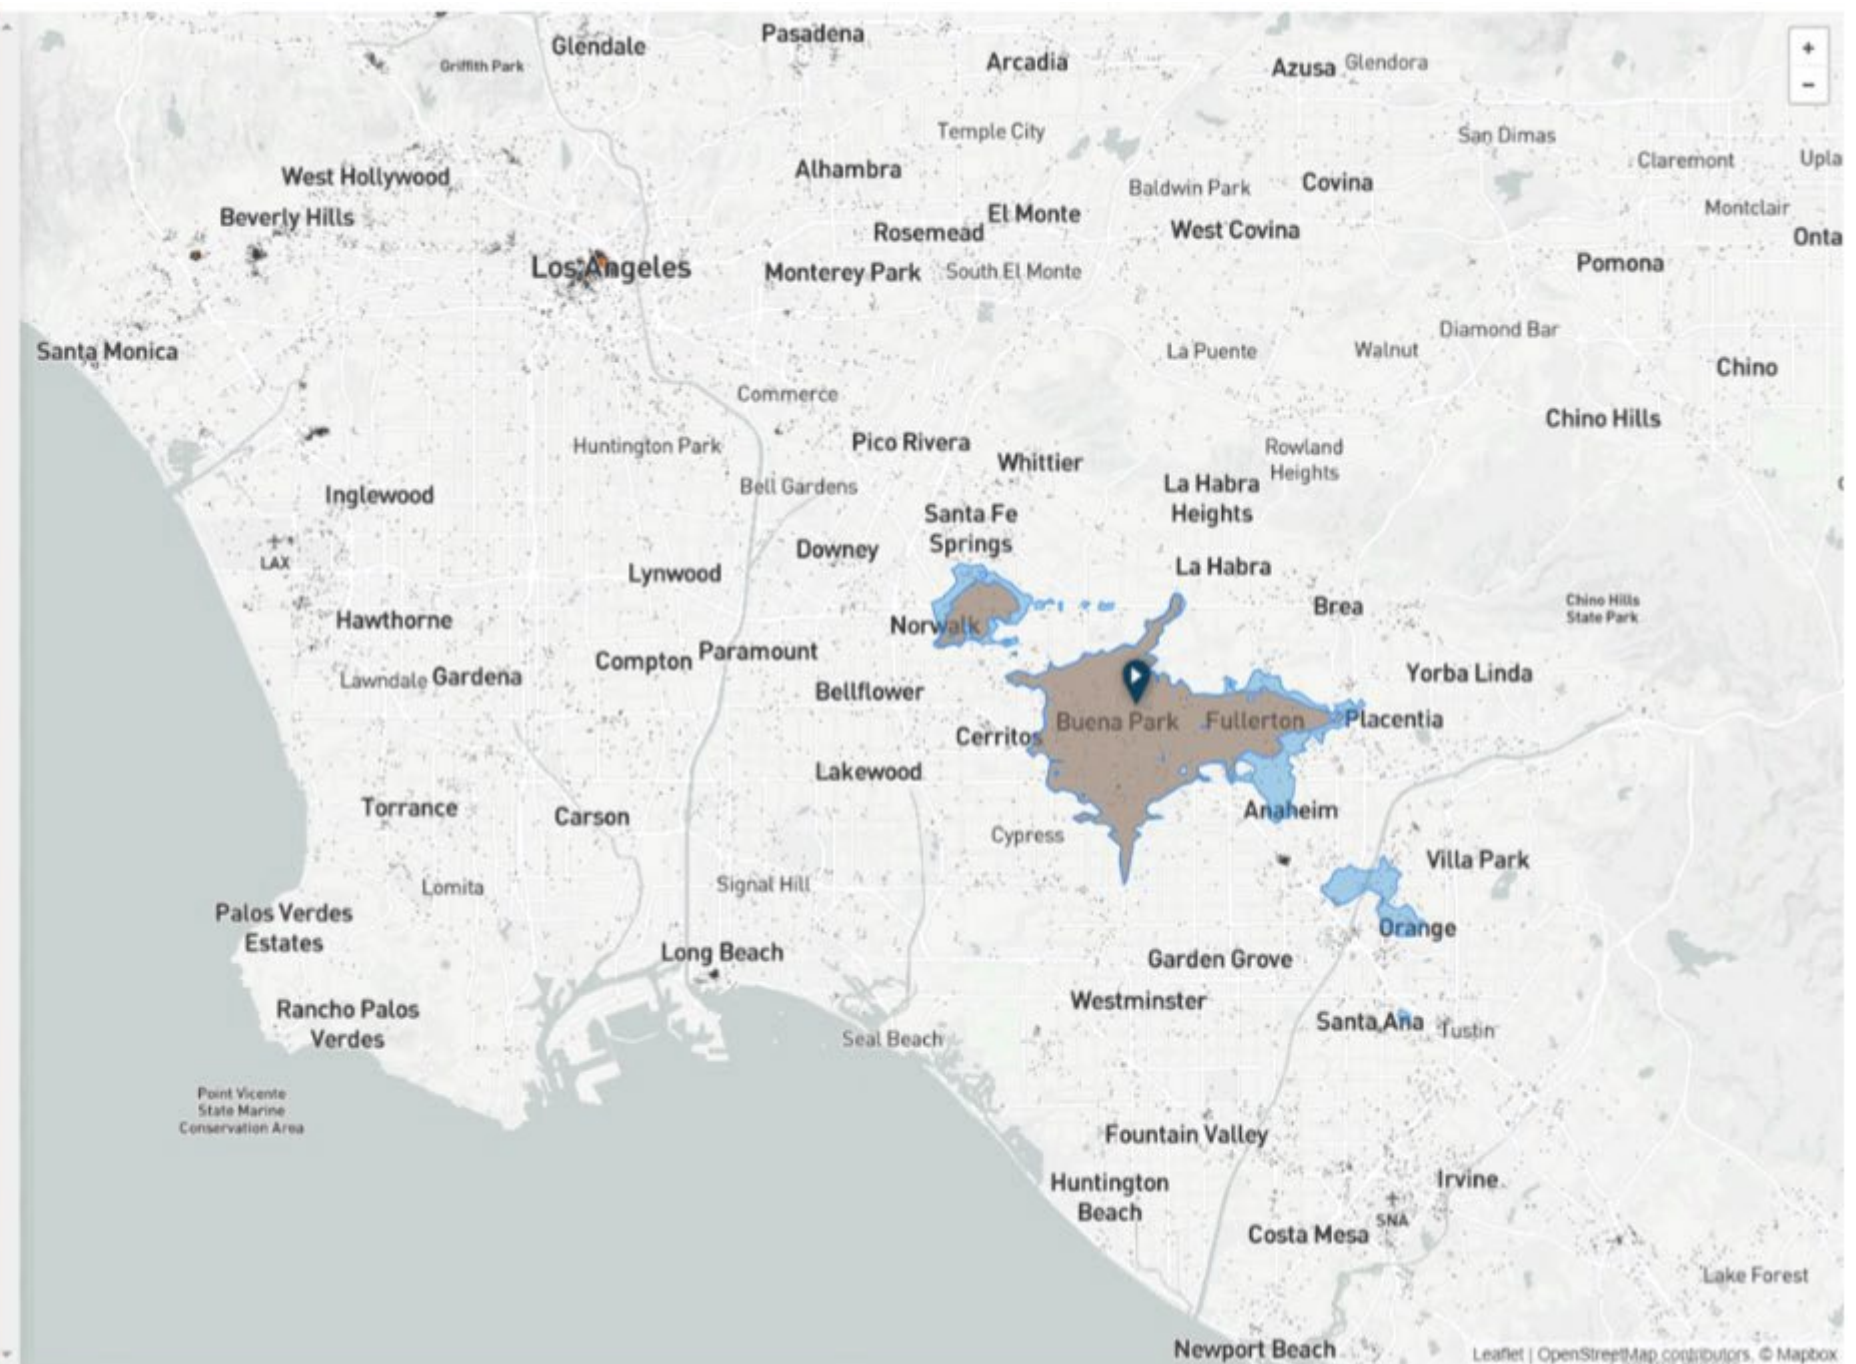 Glendale
Pasadena
Griffith Park
Arcadia
Azusa
Glendora
+
−
Temple City
San Dimas
Claremont
Upla
West Hollywood
Alhambra
Baldwin Park
Covina
Beverly Hills
El Monte
Montclair
Rosemead
West Covina
Onta
Los Angeles
Monterey Park
South El Monte
Pomona
Santa Monica
La Puente
Walnut
Diamond Bar
Chino
Commerce
Chino Hills
Huntington Park
Pico Rivera
Whittier
Rowland
Heights
Inglewood
Bell Gardens
La Habra
Heights
Santa Fe
Springs
LAX
Downey
Lynwood
La Habra
Hawthorne
Norwalk
Brea
Chino Hills
State Park
Compton
Paramount
Lawndale
Gardena
Bellflower
Yorba Linda
Cerritos
Buena Park
Fullerton
Placentia
Lakewood
Torrance
Carson
Anaheim
Cypress
Villa Park
Lomita
Signal Hill
Palos Verdes
Estates
Orange
Long Beach
Garden Grove
Westminster
Rancho Palos
Verdes
Seal Beach
Santa Ana
Tustin
Point Vicente
State Marine
Conservation Area
Fountain Valley
Huntington
Beach
Irvine
SNA
Costa Mesa
Lake Forest
Newport Beach
Leaflet | OpenStreetMap contributors, © Mapbox